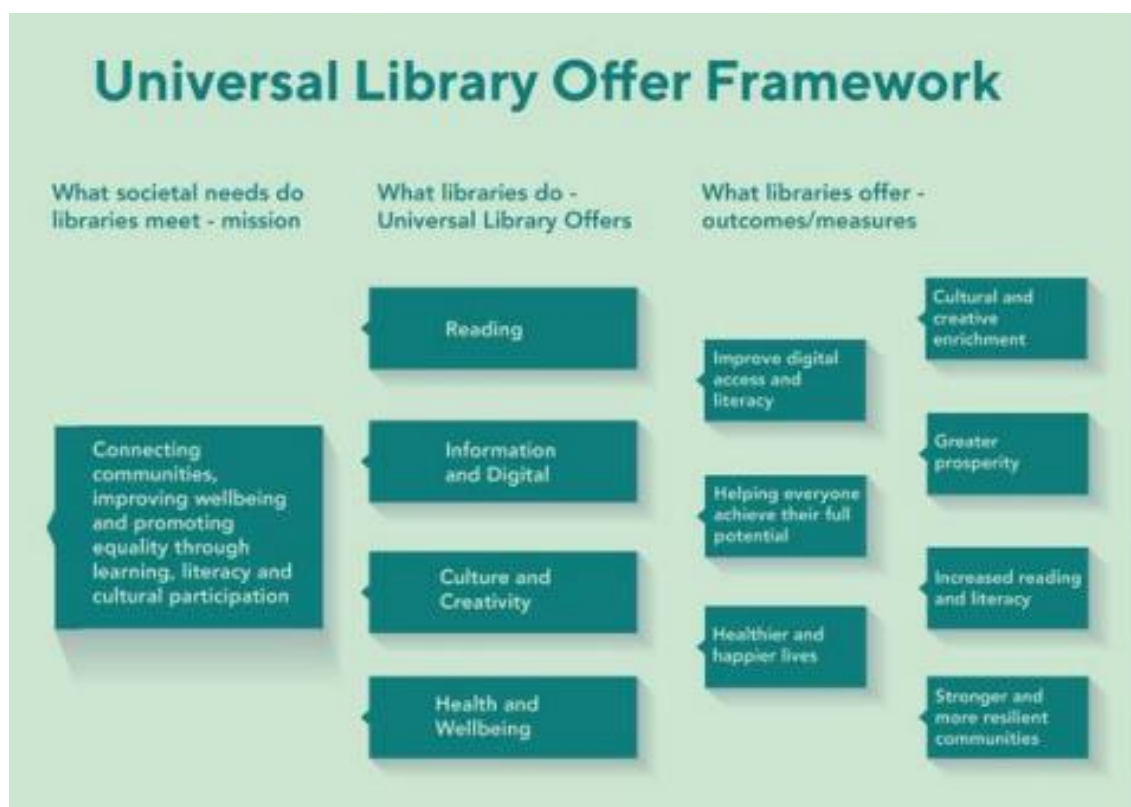 Universal Library Offer Framework
What societal needs do
libraries meet - mission
What libraries do -
Universal Library Offers
What libraries offer -
outcomes/measures
Connecting
communities,
improving wellbeing
and promoting
equality through
learning, literacy and
cultural participation
Reading
Information
and Digital
Culture and
Creativity
Health and
Wellbeing
Improve digital
access and
literacy
Helping everyone
achieve their full
potential
Healthier and
happier lives
Cultural and
creative
enrichment
Greater
prosperity
Increased reading
and literacy
Stronger and
more resilient
communities